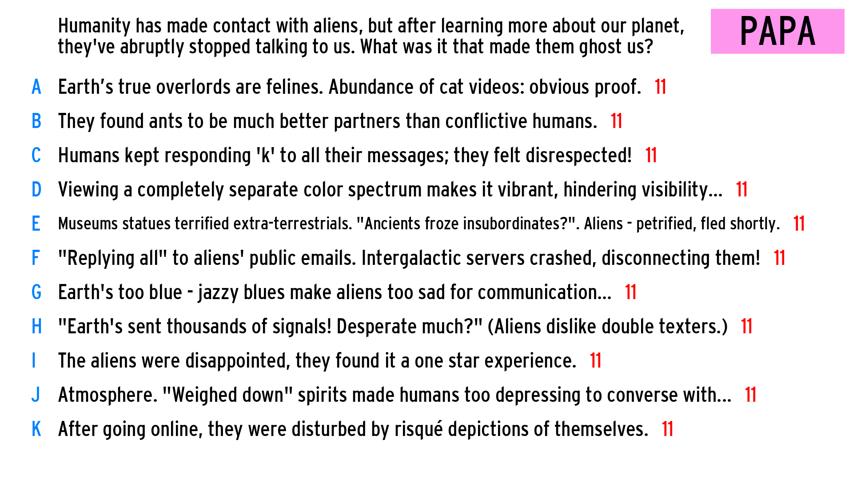 Humanity has made contact with aliens, but after learning more about our planet,
they've abruptly stopped talking to us. What was it that made them ghost us?
PAPA
A Earth's true overlords are felines. Abundance of cat videos: obvious proof. 11
B They found ants to be much better partners than conflictive humans. 11
C Humans kept responding 'k' to all their messages; they felt disrespected! 11
D Viewing a completely separate color spectrum makes it vibrant, hindering visibility... 11
E Museums statues terrified extra-terrestrials. "Ancients froze insubordinates?". Aliens - petrified, fled shortly. 11
F "Replying all" to aliens' public emails. Intergalactic servers crashed, disconnecting them! 11
G Earth's too blue - jazzy blues make aliens too sad for communication... 11
H "Earth's sent thousands of signals! Desperate much?" (Aliens dislike double texters.) 11
I The aliens were disappointed, they found it a one star experience. 11
J Atmosphere. "Weighed down" spirits made humans too depressing to converse with... 11
K After going online, they were disturbed by risqué depictions of themselves. 11